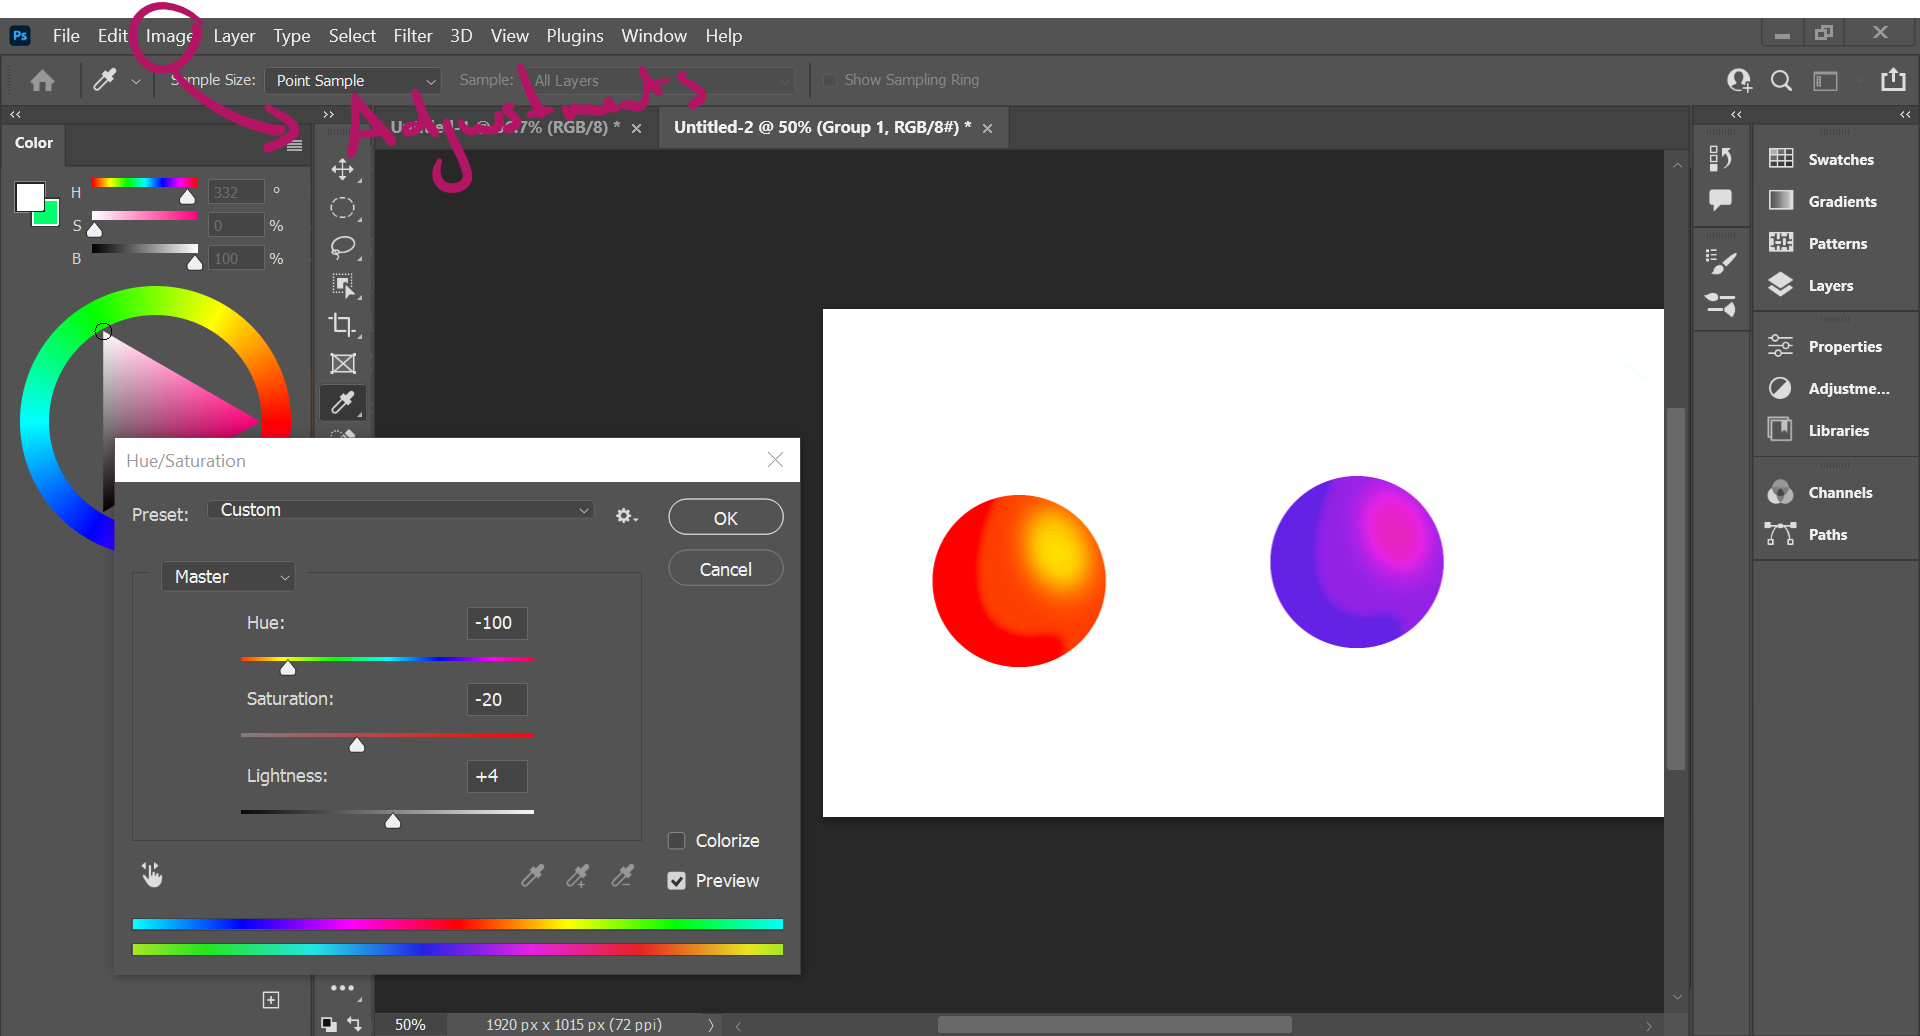 Ps File Edit Image Layer Type Select Filter 3D View Plugins Window Help
Sample Size: Point Sample Sample: All Layers Show Sampling Ring
Adjustments
Untitled-1 @ 66.7% (RGB/8) * Untitled-2 @ 50% (Group 1, RGB/8#) *
Color
H 332 °
S 0 %
B 100 %
Swatches
Gradients
Patterns
Layers
Properties
Adjustme...
Libraries
Channels
Paths
Hue/Saturation
Preset: Custom OK
Cancel
Master
Hue: -100
Saturation: -20
Lightness: +4
Colorize
Preview
50% 1920 px x 1015 px (72 ppi)